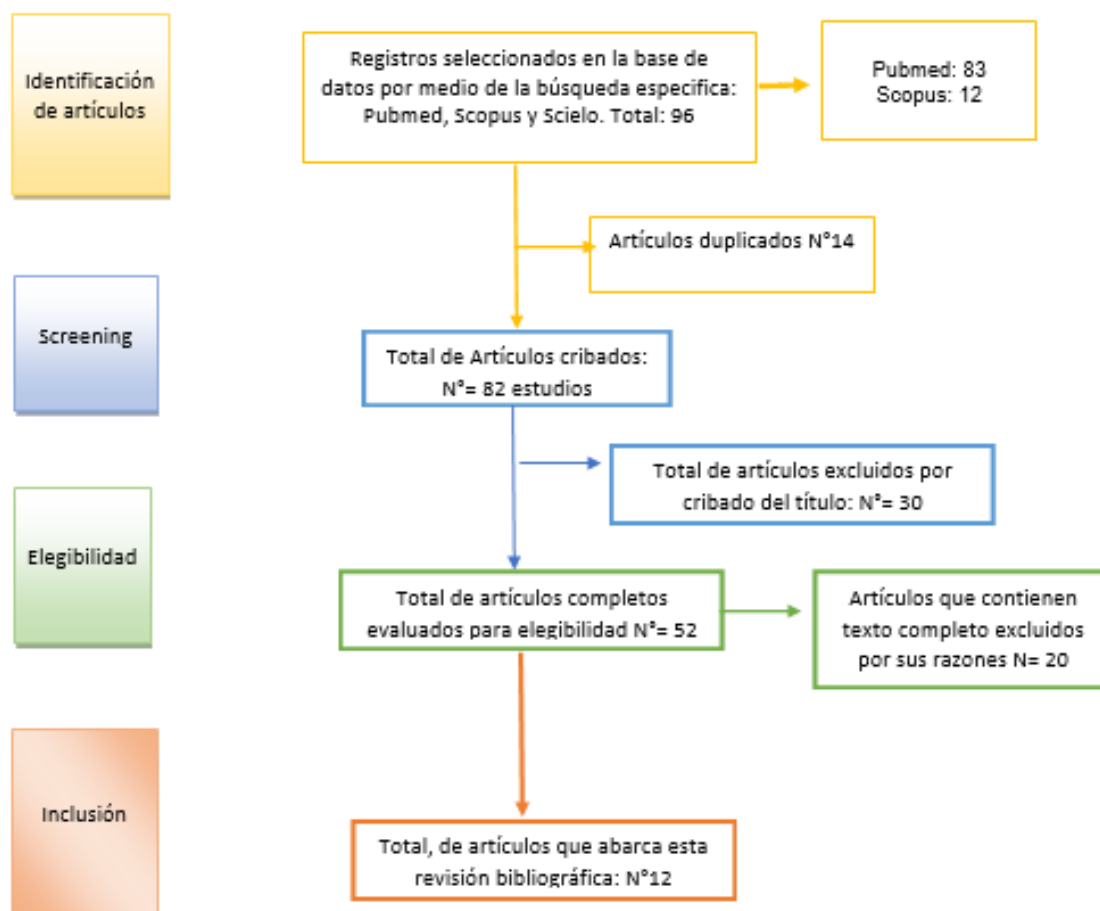 Identificación
de artículos
Registros seleccionados en la base de
datos por medio de la búsqueda especifica:
Pubmed, Scopus y Scielo. Total: 96
Pubmed: 83
Scopus: 12
Artículos duplicados N°14
Screening
Total de Artículos cribados:
N°= 82 estudios
Total de artículos excluidos por
cribado del título: N°= 30
Elegibilidad
Total de artículos completos
evaluados para elegibilidad N°= 52
Artículos que contienen
texto completo excluidos
por sus razones N= 20
Inclusión
Total, de artículos que abarca esta
revisión bibliográfica: N°12